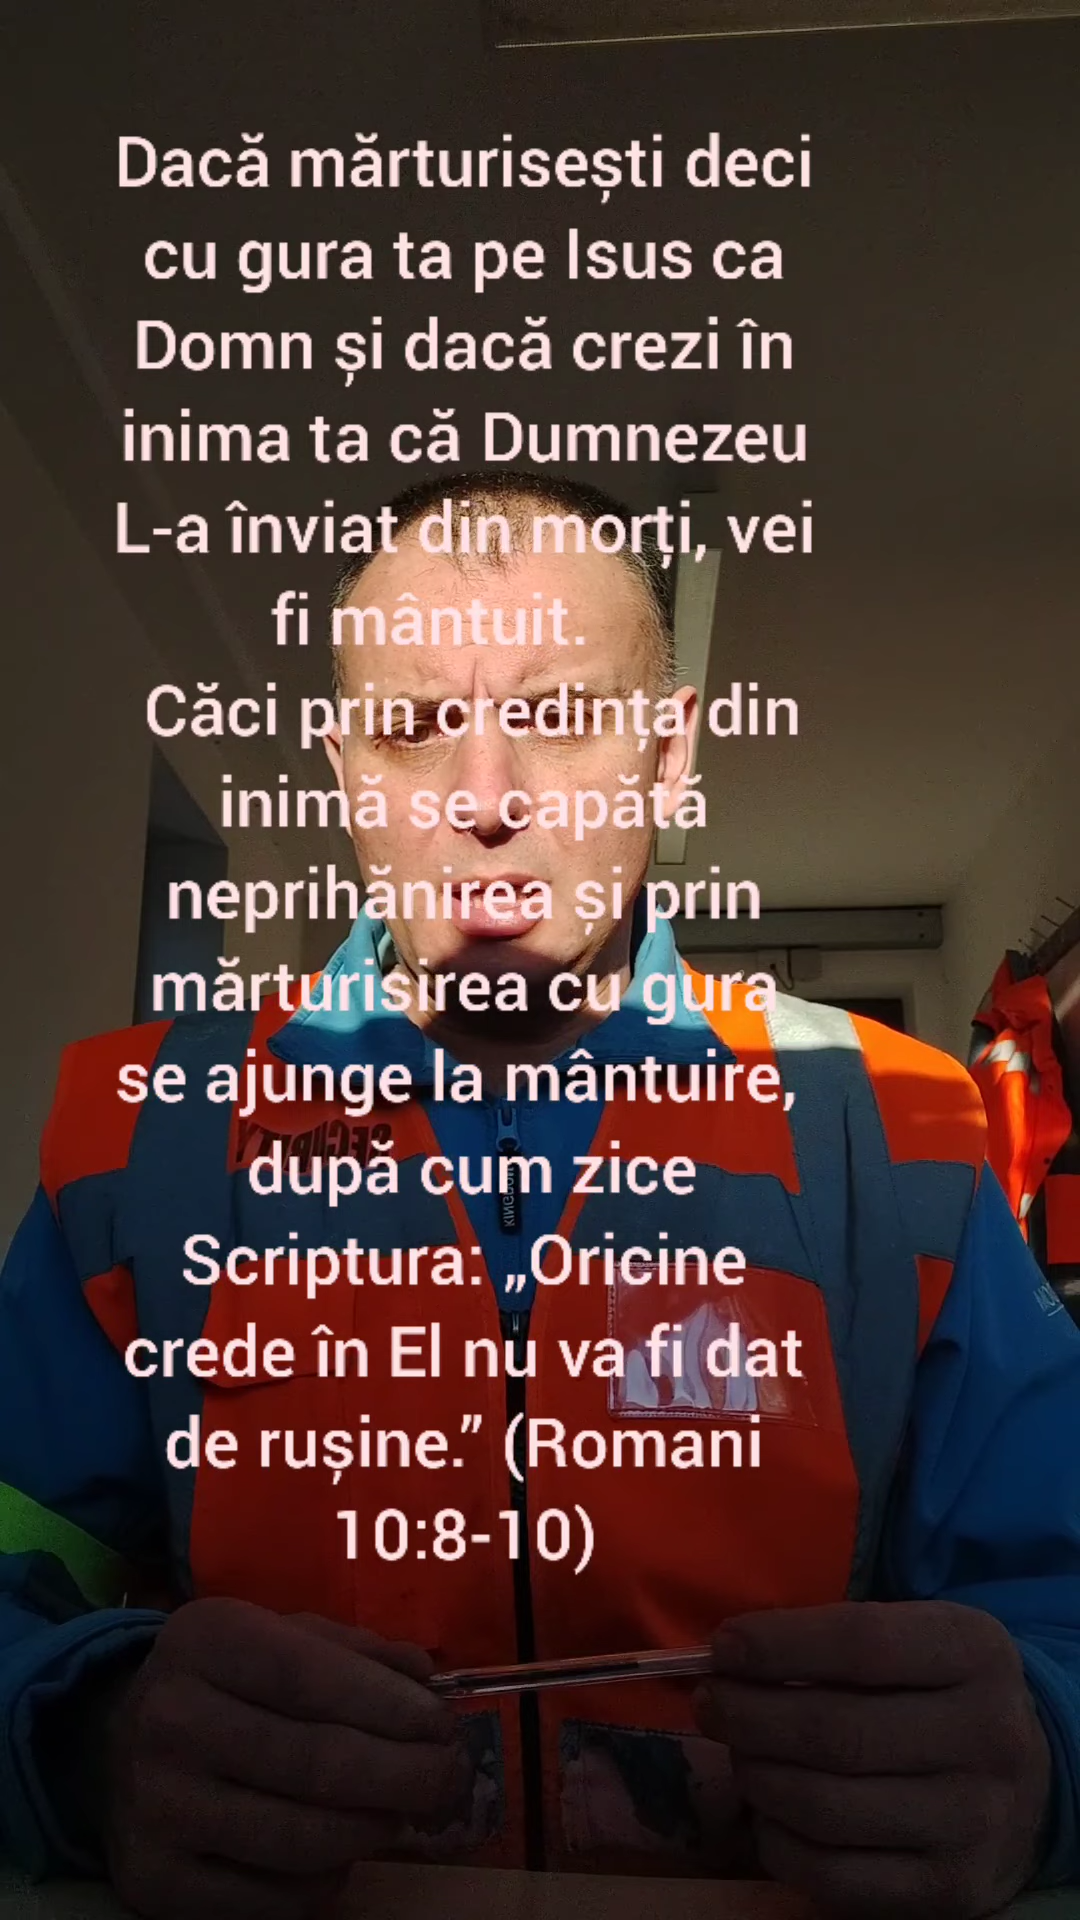 Dacă mărturisești deci
cu gura ta pe Isus ca
Domn și dacă crezi în
inima ta că Dumnezeu
L-a înviat din morți, vei
fi mântuit.
Căci prin credința din
inimă se capătă
neprihănirea și prin
mărturisirea cu gura
se ajunge la mântuire,
după cum zice
Scriptura: „Oricine
crede în El nu va fi dat
de rușine.” (Romani
10:8-10)
SECURITY